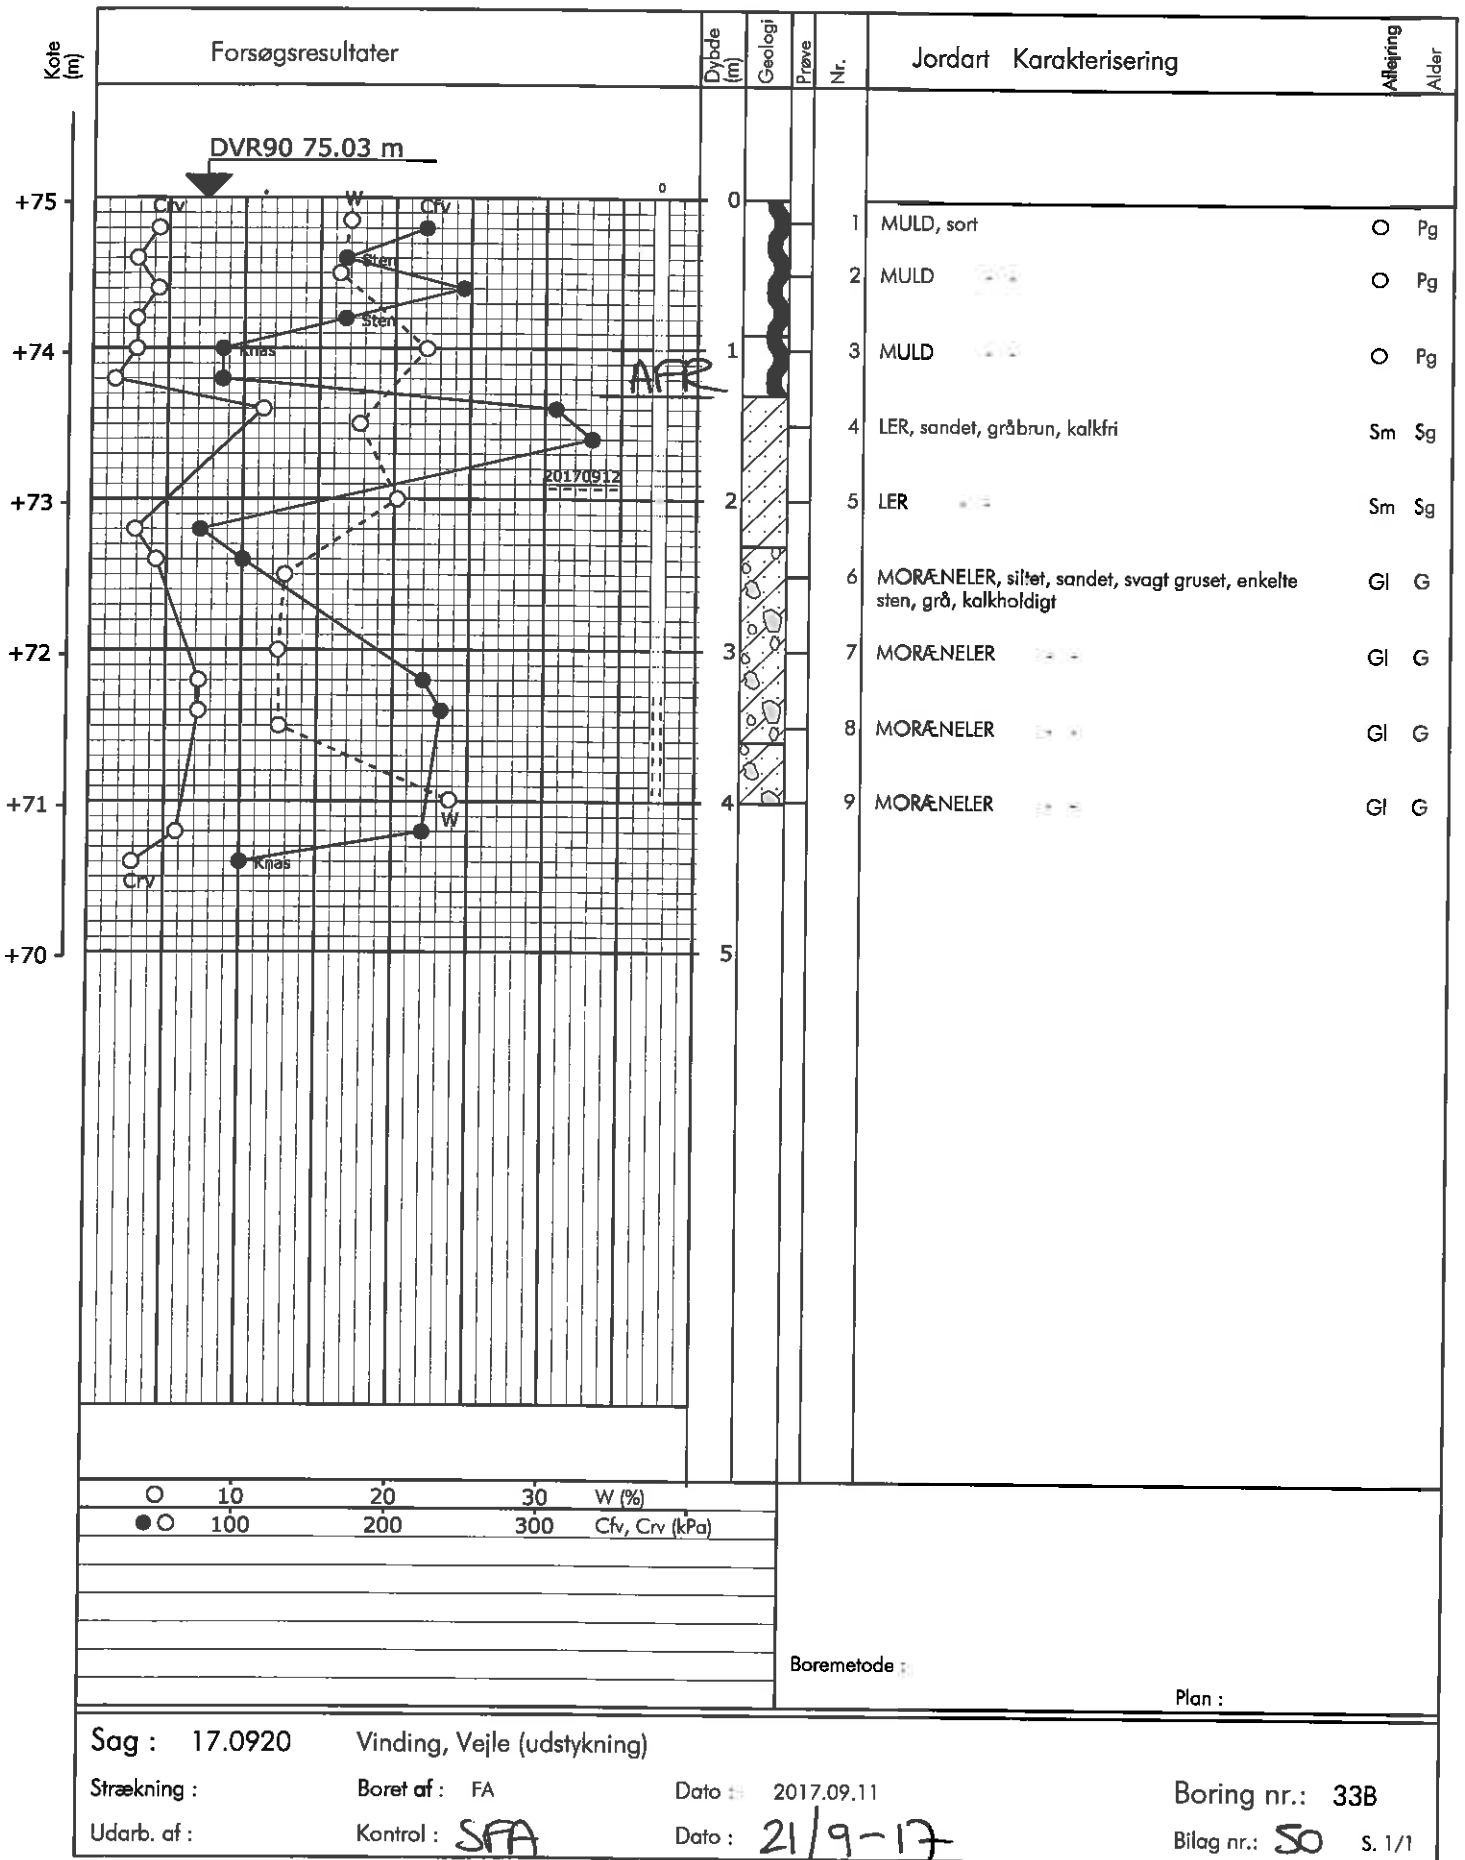 Kote (m)
Forsøgsresultater
Dybde (m)
Geologi
Prøve
Nr.
Jordart Karakterisering
Aflejring
Alder
DVR90 75.03 m
+75
Crv
W
Cfv
o
0
1 MULD, sort O Pg
Sten
2 MULD - - O Pg
Sten
+74
Knas
1
3 MULD - - O Pg
AFR
4 LER, sandet, gråbrun, kalkfri Sm Sg
20170912
+73
2
5 LER - - Sm Sg
6 MORÆNELER, siltet, sandet, svagt gruset, enkelte Gl G
sten, grå, kalkholdigt
+72
3
7 MORÆNELER - - Gl G
8 MORÆNELER - - Gl G
+71
4
9 MORÆNELER - - Gl G
W
Knas
Crv
+70
5
10 20 30 W (%)
100 200 300 Cfv, Crv (kPa)
Boremetode :
Plan :
Sag : 17.0920 Vinding, Vejle (udstykning)
Strækning : Boret af : FA Dato : 2017.09.11 Boring nr.: 33B
Udarb. af : Kontrol : SFA Dato : 21/9-17 Bilag nr.: 50 S. 1/1